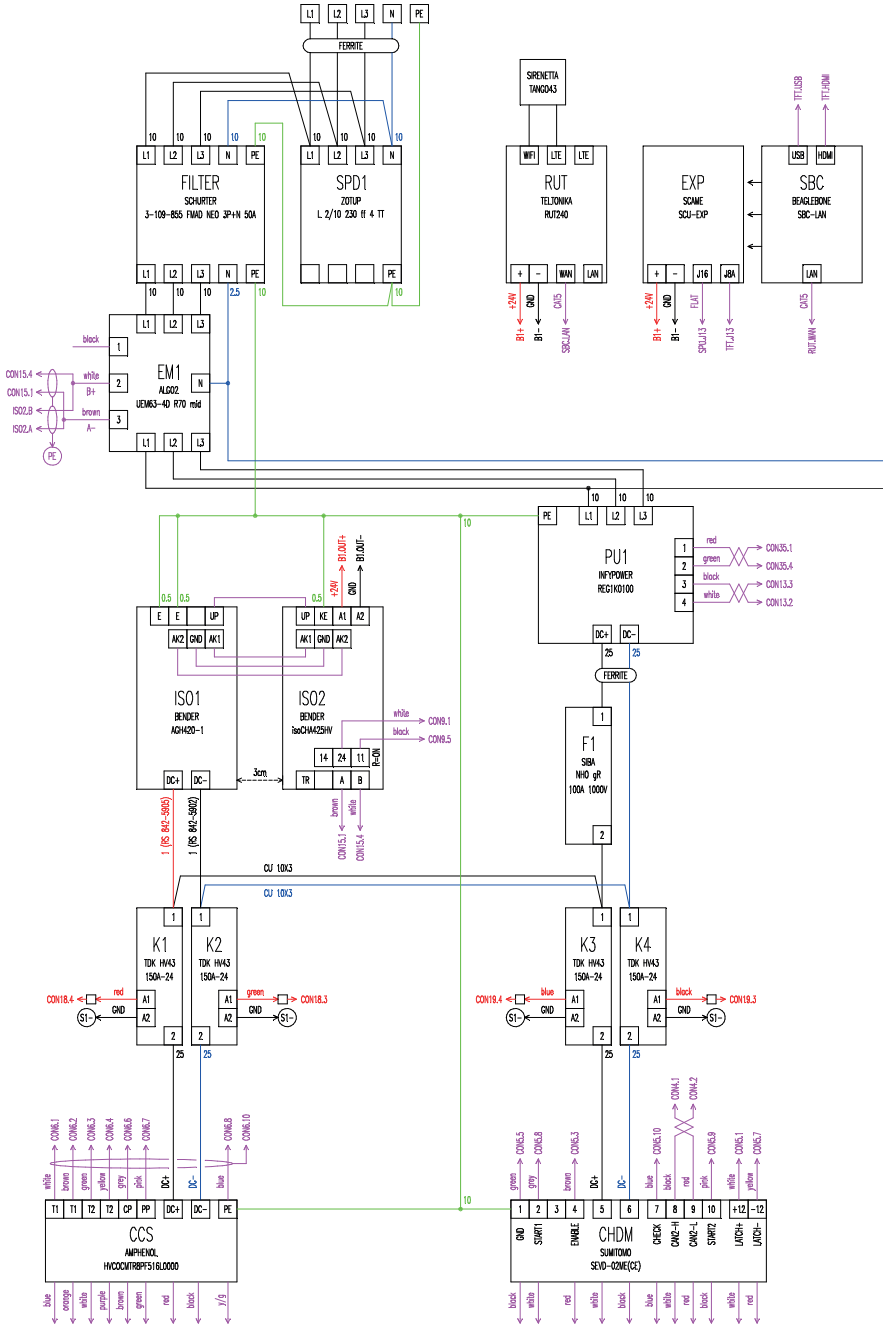 L1 L2 L3 N PE
FERRITE
10 10 10 10 10 10 10 10 10
L1 L2 L3 N PE
FILTER
SCHURTER
3-109-855 FMAD NEO 3P+N 50A
L1 L2 L3 N PE
10 10 10 2.5 10
L1 L2 L3 N
SPD1
ZOTUP
L 2/10 230 ff 4 TT
PE
10
SIRENETTA
TANGO43
WIFI LTE LTE
RUT
TELTONIKA
RUT240
+ - WAN LAN
+24V GND CAT5
B1+ B1- SBC.LAN
EXP
SCAME
SCU-EXP
+ - J16 J8A
+24V GND FLAT
B1+ B1- SPU.J13 TFT.J13
TFT.USB TFT.HDMI
USB HDMI
SBC
BEAGLEBONE
SBC-LAN
LAN
CAT5
RUT.WAN
L1 L2 L3
black 1
CON15.4 white 2
CON15.1 B+
ISO2.B brown 3
ISO2.A A-
PE
EM1
ALGO2
UEM63-4D R70 mid
N
L1 L2 L3
10 10 10
10
PE L1 L2 L3
PU1
INFYPOWER
REG1K0100
1 red CON35.1
2 green CON35.4
3 black CON13.3
4 white CON13.2
DC+ DC-
25 25
FERRITE
0.5 0.5
E E UP
AK2 GND AK1
ISO1
BENDER
AGH420-1
DC+ DC-
1 (RS 842-5905) 1 (RS 842-5902)
3cm
B1.OUT+ B1.OUT-
0.5 +24V GND
UP KE A1 A2
AK1 GND AK2
ISO2
BENDER
isoCHA425HV
white CON9.1
black CON9.5
14 24 11 R=ON
TR A B
brown white
CON15.1 CON15.4
1
F1
SIBA
NH0 gR
100A 1000V
2
CU 10X3
CU 10X3
1
K1
TDK HV43
150A-24
CON18.4 red A1
S1- GND A2
2
25
1
K2
TDK HV43
150A-24
A1 green CON18.3
A2 GND S1-
2
25
1
K3
TDK HV43
150A-24
CON19.4 blue A1
S1- GND A2
2
25
1
K4
TDK HV43
150A-24
A1 black CON19.3
A2 GND S1-
2
25
CON6.1 CON6.2 CON6.3 CON6.4 CON6.6 CON6.7 CON6.8 CON6.10
white brown green yellow grey pink DC+ DC- blue
T1 T1 T2 T2 CP PP DC+ DC- PE
10
CCS
AMPHENOL
HVCOCMTR8PF516L0000
blue orange white purple brown green red black y/g
CON5.5 CON5.8 CON5.3 CON5.10 CON4.1 CON4.2 CON5.9 CON5.1 CON5.7
green grey brown DC+ DC- blue black red pink white yellow
1 2 3 4 5 6 7 8 9 10 +12 -12
GND START1 ENABLE CHECK CAN2-H CAN2-L START2 LATCH+ LATCH-
CHDM
SUMITOMO
SEVD-02ME(CE)
black white red white black blue white red black white red